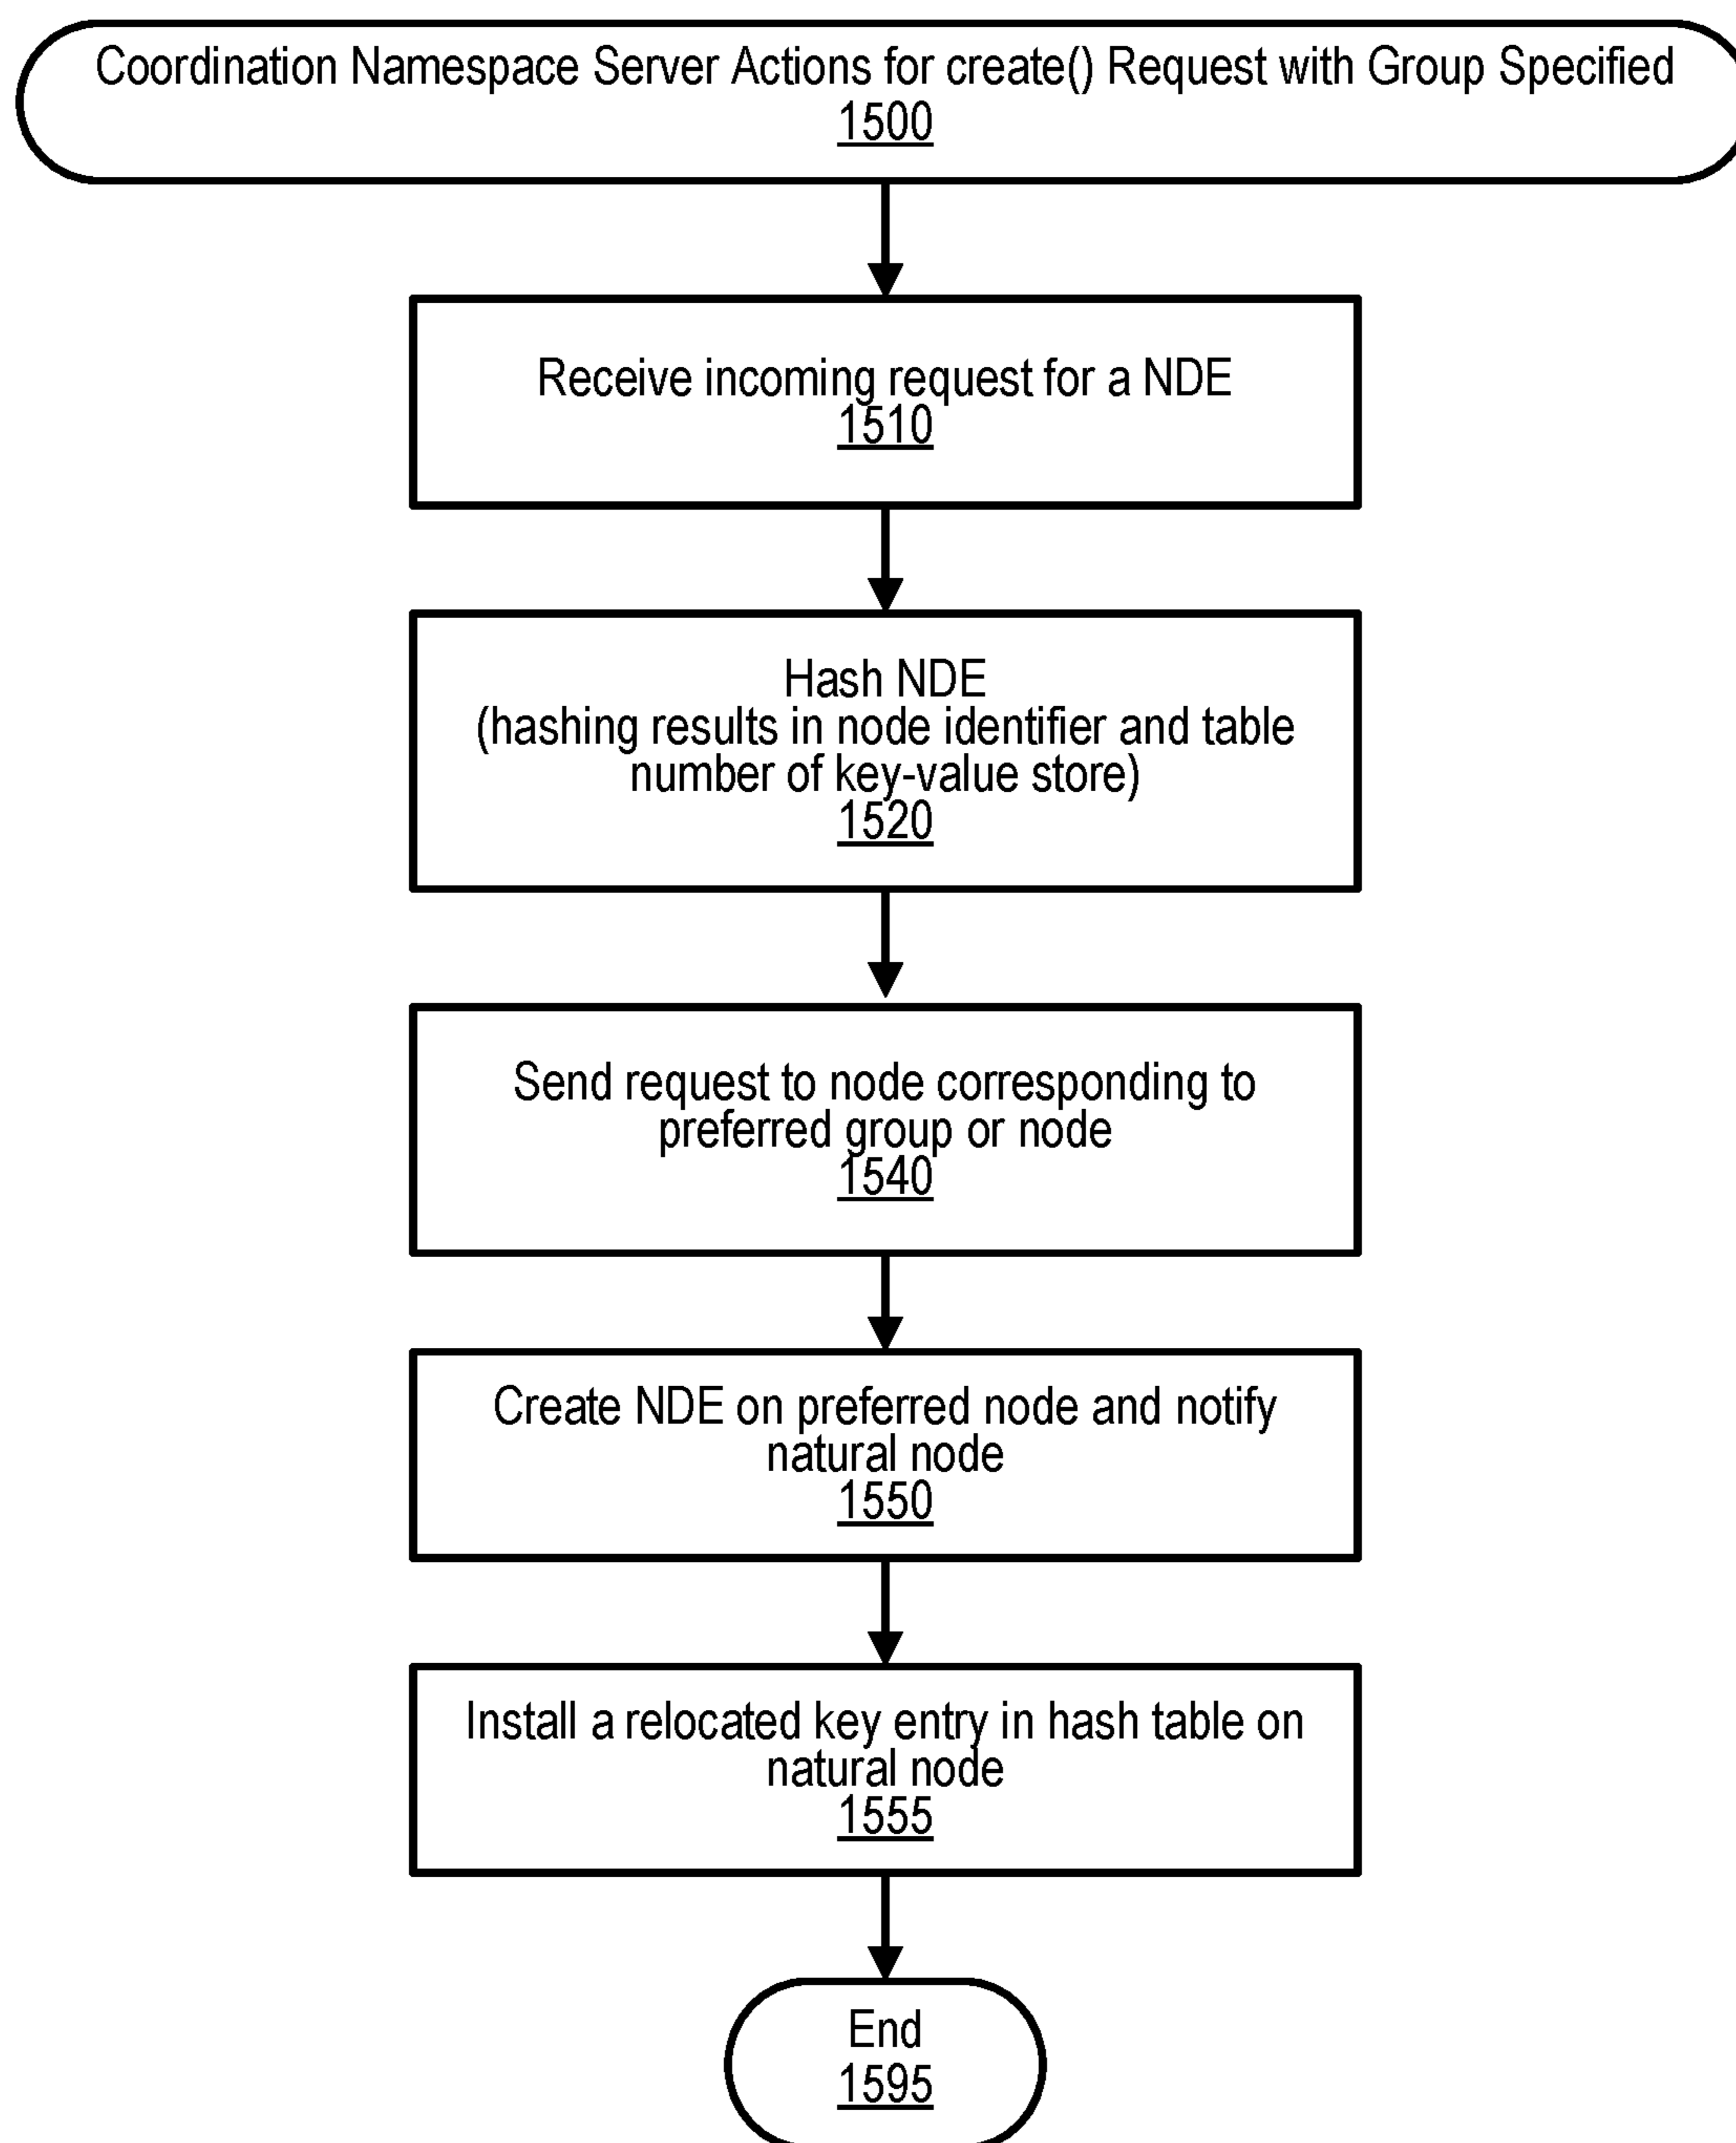 Coordination Namespace Server Actions for create() Request with Group Specified
1500
Receive incoming request for a NDE
1510
Hash NDE
(hashing results in node identifier and table
number of key-value store)
1520
Send request to node corresponding to
preferred group or node
1540
Create NDE on preferred node and notify
natural node
1550
Install a relocated key entry in hash table on
natural node
1555
End
1595